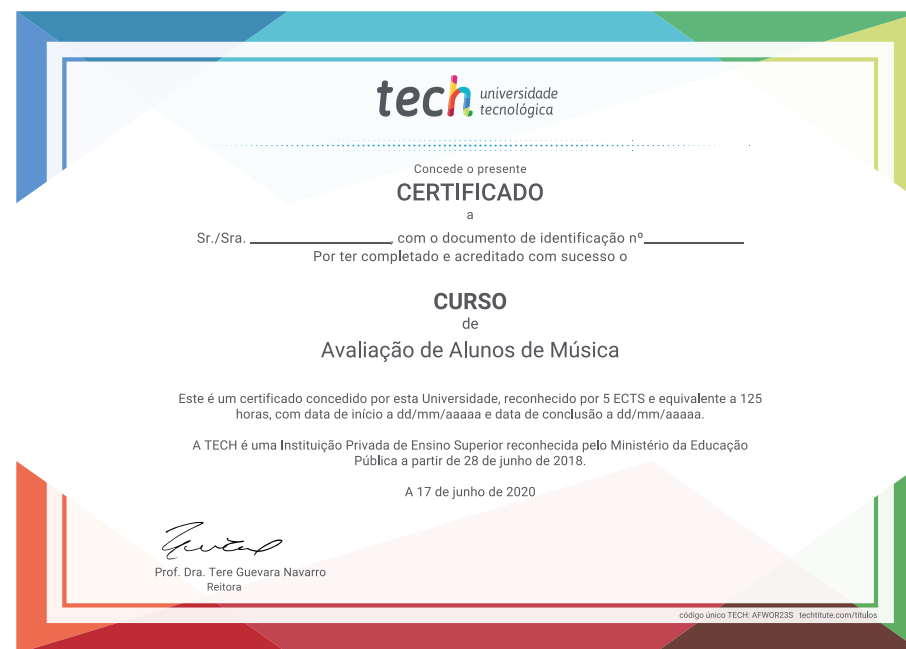 tech universidade
tecnológica
Concede o presente
CERTIFICADO
a
Sr./Sra. __________________, com o documento de identificação nº_____________
Por ter completado e acreditado com sucesso o
CURSO
de
Avaliação de Alunos de Música
Este é um certificado concedido por esta Universidade, reconhecido por 5 ECTS e equivalente a 125
horas, com data de início a dd/mm/aaaaa e data de conclusão a dd/mm/aaaaa.
A TECH é uma Instituição Privada de Ensino Superior reconhecida pelo Ministério da Educação
Pública a partir de 28 de junho de 2018.
A 17 de junho de 2020
Prof. Dra. Tere Guevara Navarro
Reitora
código único TECH: AFWOR23S techtitute.com/titulos